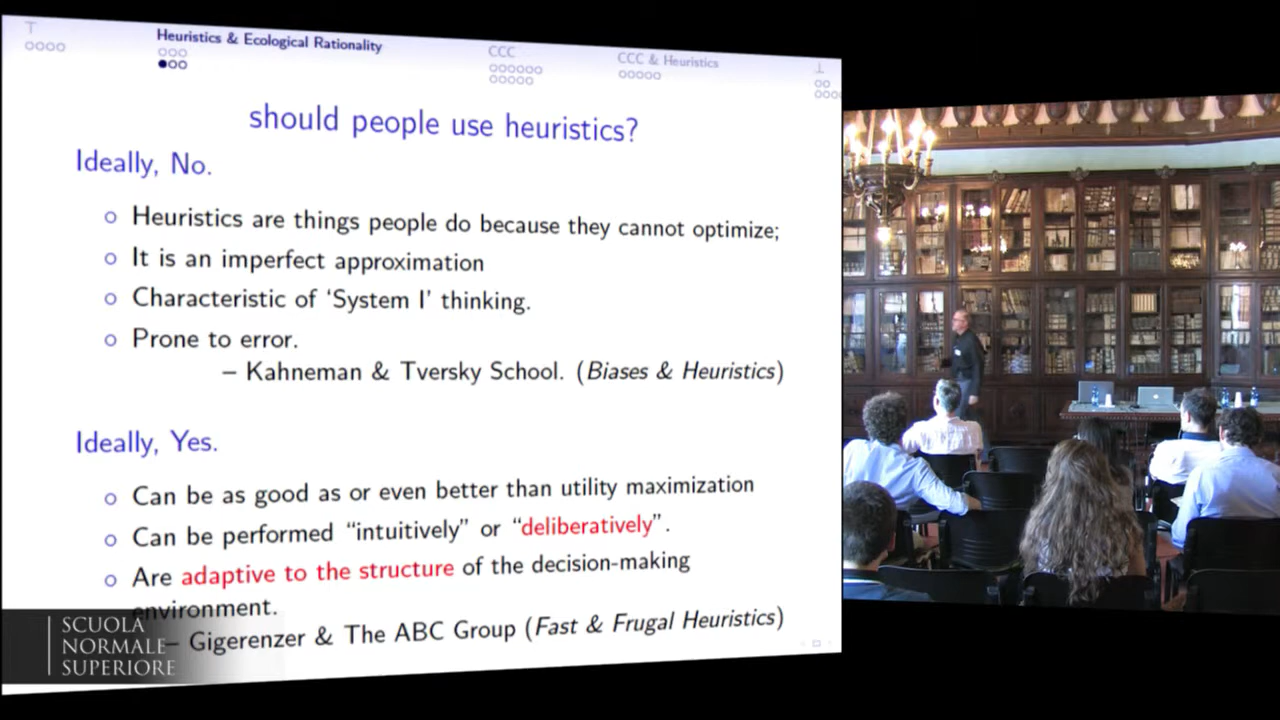 T
Heuristics & Ecological Rationality
CCC
CCC & Heuristics
⊥
should people use heuristics?
Ideally, No.
Heuristics are things people do because they cannot optimize;
It is an imperfect approximation
Characteristic of ‘System I’ thinking.
Prone to error.
– Kahneman & Tversky School. (Biases & Heuristics)
Ideally, Yes.
Can be as good as or even better than utility maximization
Can be performed “intuitively” or “deliberatively”.
Are adaptive to the structure of the decision-making
environment.
– Gigerenzer & The ABC Group (Fast & Frugal Heuristics)
SCUOLA
NORMALE
SUPERIORE